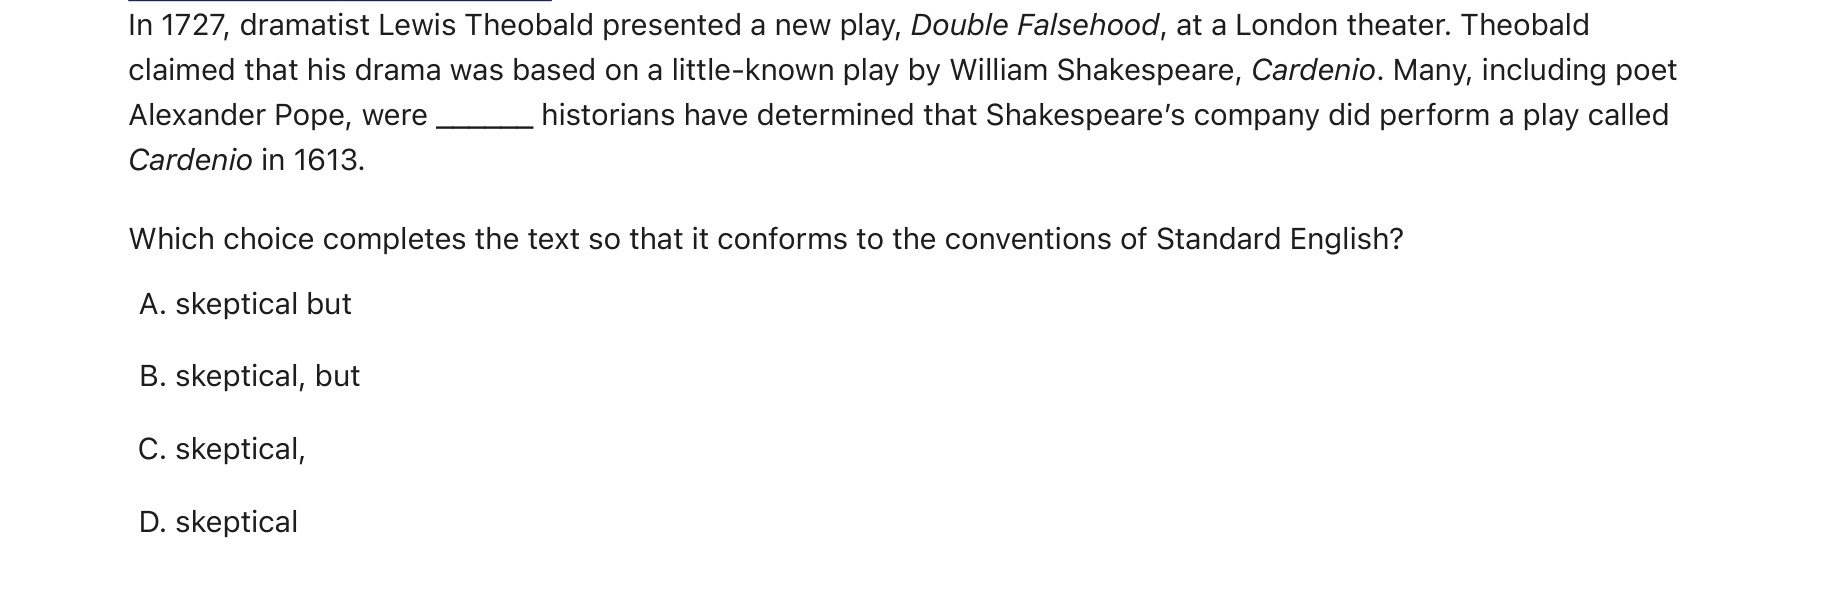 In 1727, dramatist Lewis Theobald presented a new play, Double Falsehood, at a London theater. Theobald
claimed that his drama was based on a little-known play by William Shakespeare, Cardenio. Many, including poet
Alexander Pope, were ______ historians have determined that Shakespeare’s company did perform a play called
Cardenio in 1613.
Which choice completes the text so that it conforms to the conventions of Standard English?
A. skeptical but
B. skeptical, but
C. skeptical,
D. skeptical